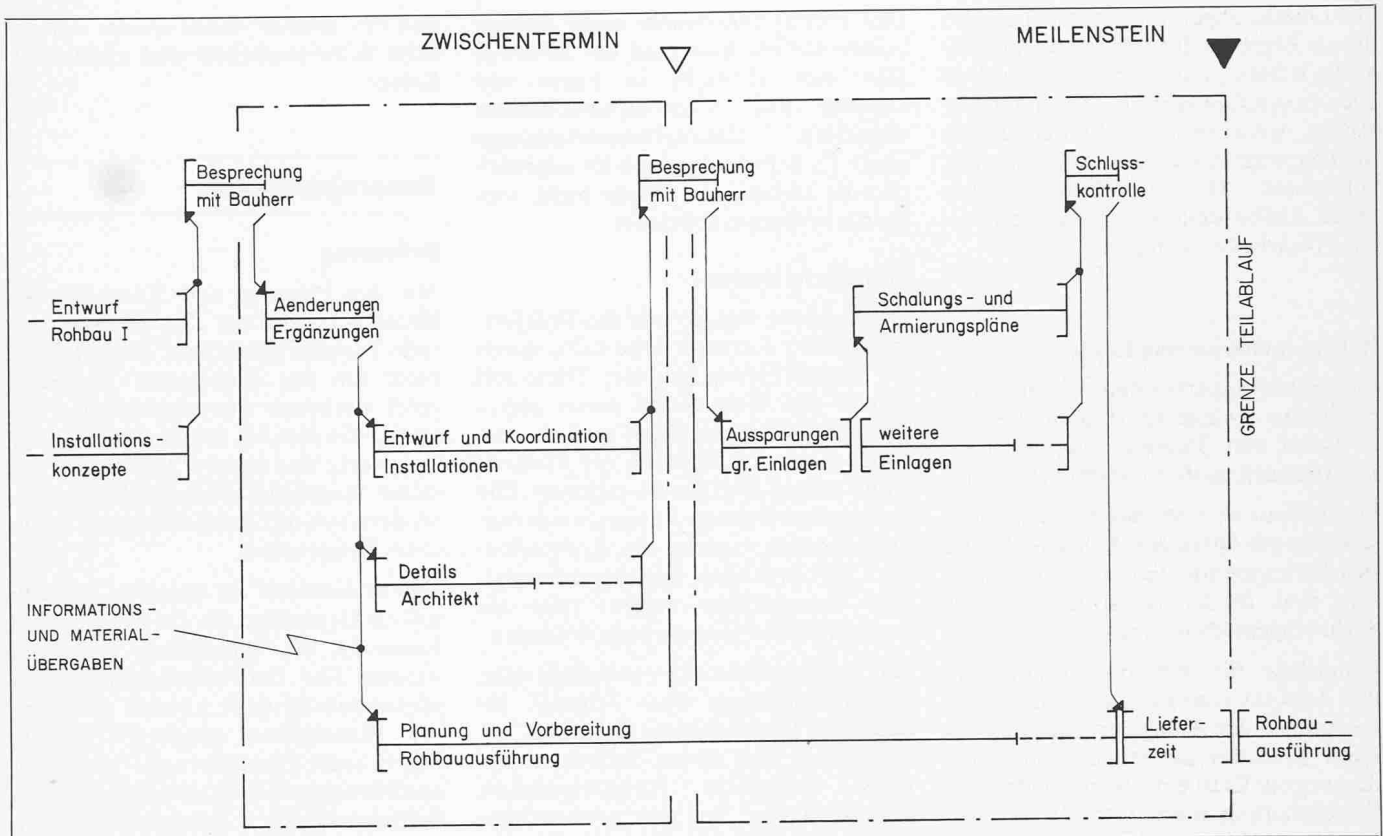 ZWISCHENTERMIN
MEILENSTEIN
Besprechung
mit Bauherr
Besprechung
mit Bauherr
Schluss-
kontrolle
Entwurf
Rohbau I
Aenderungen
Ergänzungen
Schalungs- und
Armierungspläne
GRENZE TEILABLAUF
Installations-
konzepte
Entwurf und Koordination
Installationen
Aussparungen
gr. Einlagen
weitere
Einlagen
Details
Architekt
INFORMATIONS-
UND MATERIAL-
ÜBERGABEN
Planung und Vorbereitung
Rohbauausführung
Liefer-
zeit
Rohbau-
ausführung